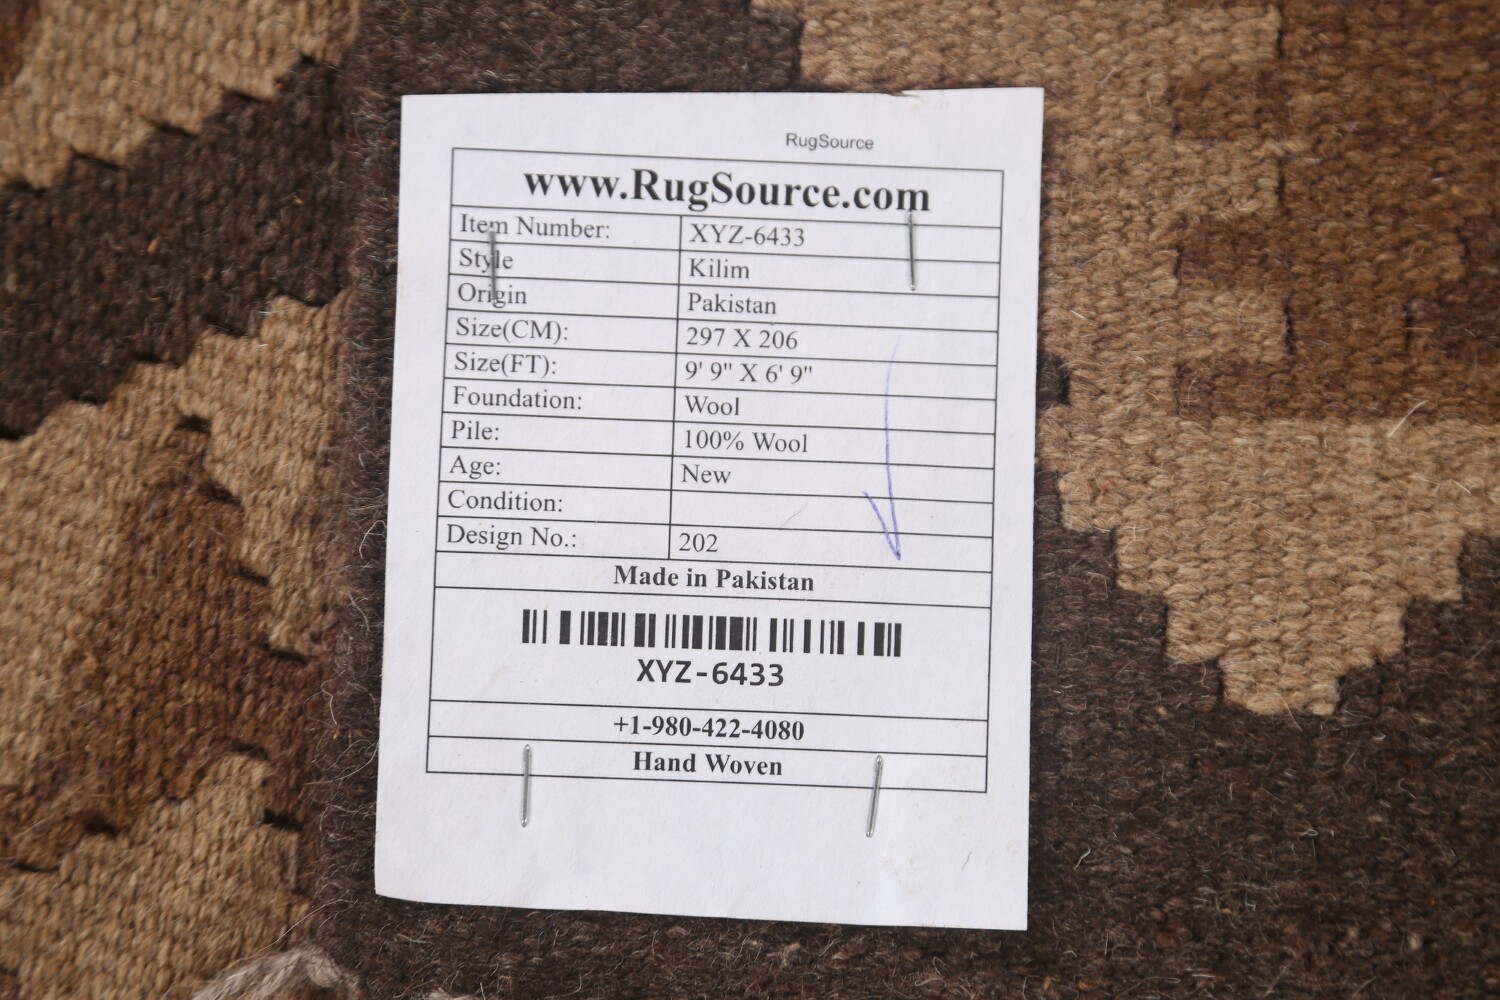 RugSource
www.RugSource.com
Item Number: XYZ-6433
Style Kilim
Origin Pakistan
Size(CM): 297 X 206
Size(FT): 9' 9" X 6' 9"
Foundation: Wool
Pile: 100% Wool
Age: New
Condition:
Design No.: 202
Made in Pakistan
XYZ-6433
+1-980-422-4080
Hand Woven